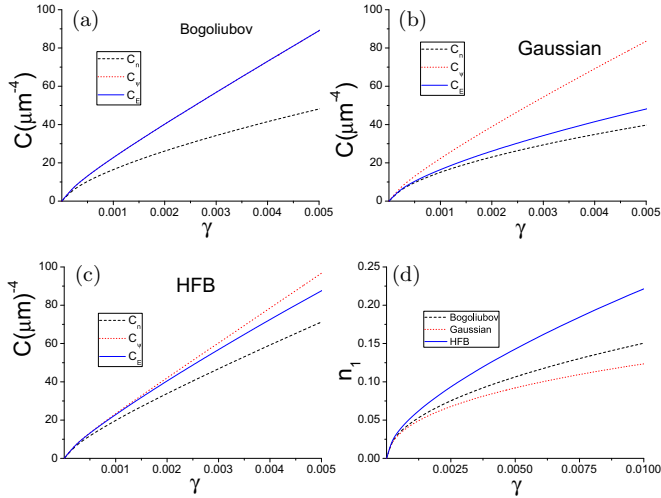 (a)
Bogoliubov
C_n
C_ψ
C_E
C(μm⁻⁴)
100
80
60
40
20
0
0.001 0.002 0.003 0.004 0.005
γ
(b)
Gaussian
C_n
C_ψ
C_E
C(μm⁻⁴)
100
80
60
40
20
0
0.001 0.002 0.003 0.004 0.005
γ
(c)
HFB
C_n
C_ψ
C_E
C(μm)⁻⁴
100
80
60
40
20
0
0.001 0.002 0.003 0.004 0.005
γ
(d)
Bogoliubov
Gaussian
HFB
n₁
0.25
0.20
0.15
0.10
0.05
0.00
0.0025 0.0050 0.0075 0.0100
γ